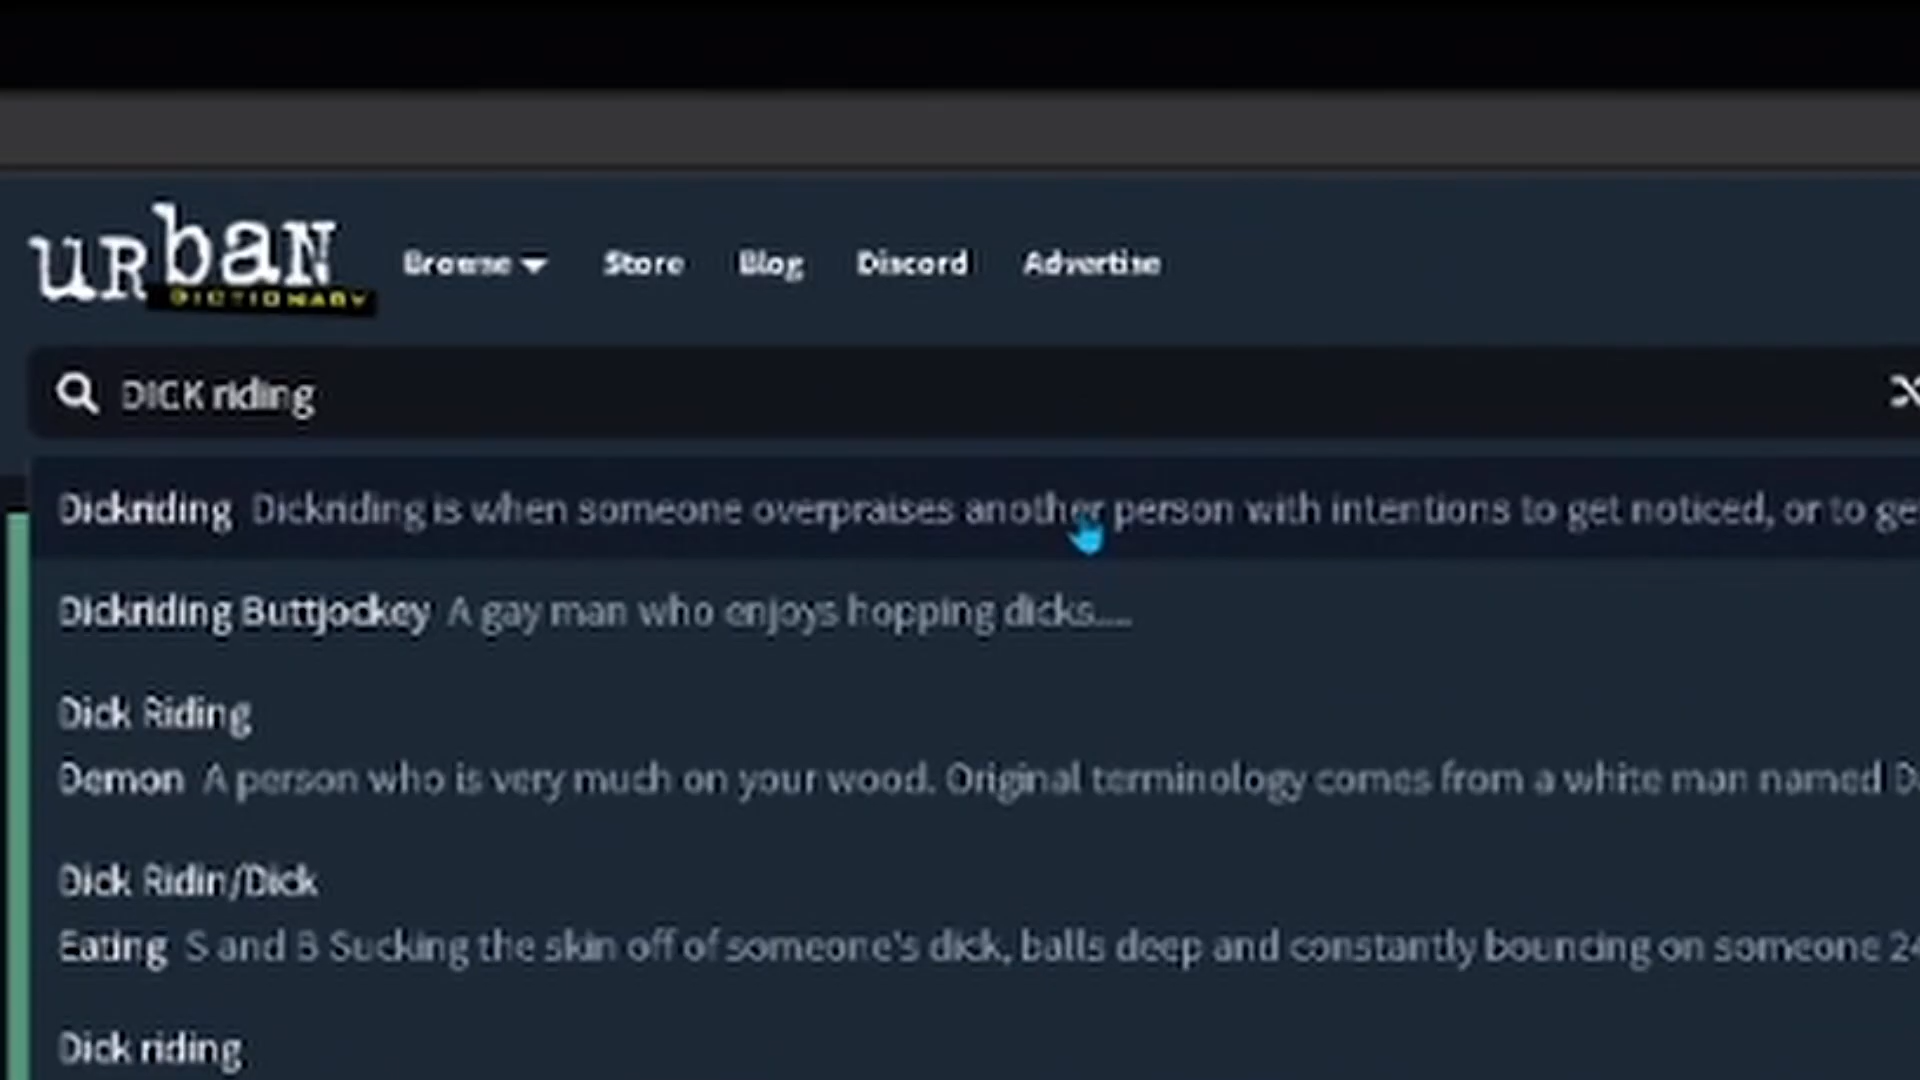 urban
DICTIONARY
Browse Store Blog Discord Advertise
DICK riding
Dickriding Dickriding is when someone overpraises another person with intentions to get noticed, or to ge
Dickriding Buttjockey A gay man who enjoys hopping dicks....
Dick Riding
Demon A person who is very much on your wood. Original terminology comes from a white man named D
Dick Ridin/Dick
Eating S and B Sucking the skin off of someone's dick, balls deep and constantly bouncing on someone 24
Dick riding